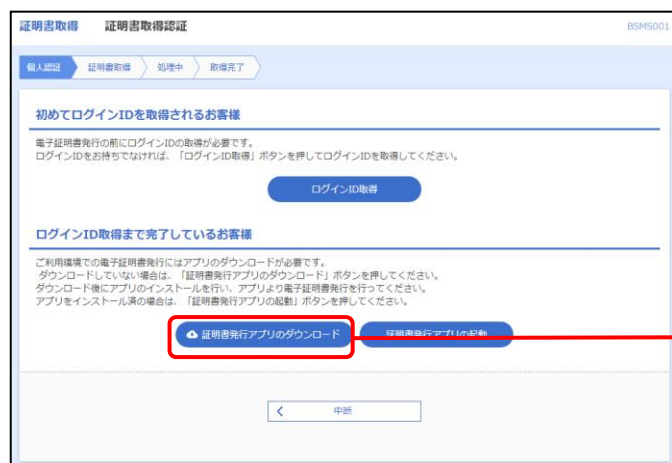 証明書取得 証明書取得認証 BSMS001
個人認証 証明書取得 処理中 取得完了
初めてログインIDを取得されるお客様
電子証明書発行の前にログインIDの取得が必要です。
ログインIDをお持ちでなければ、「ログインID取得」ボタンを押してログインIDを取得してください。
ログインID取得
ログインID取得まで完了しているお客様
ご利用環境での電子証明書発行にはアプリのダウンロードが必要です。
ダウンロードしていない場合は、「証明書発行アプリのダウンロード」ボタンを押してください。
ダウンロード後にアプリのインストールを行い、アプリより電子証明書発行を行ってください。
アプリをインストール済の場合は、「証明書発行アプリの起動」ボタンを押してください。
証明書発行アプリのダウンロード 証明書発行アプリの起動
中断